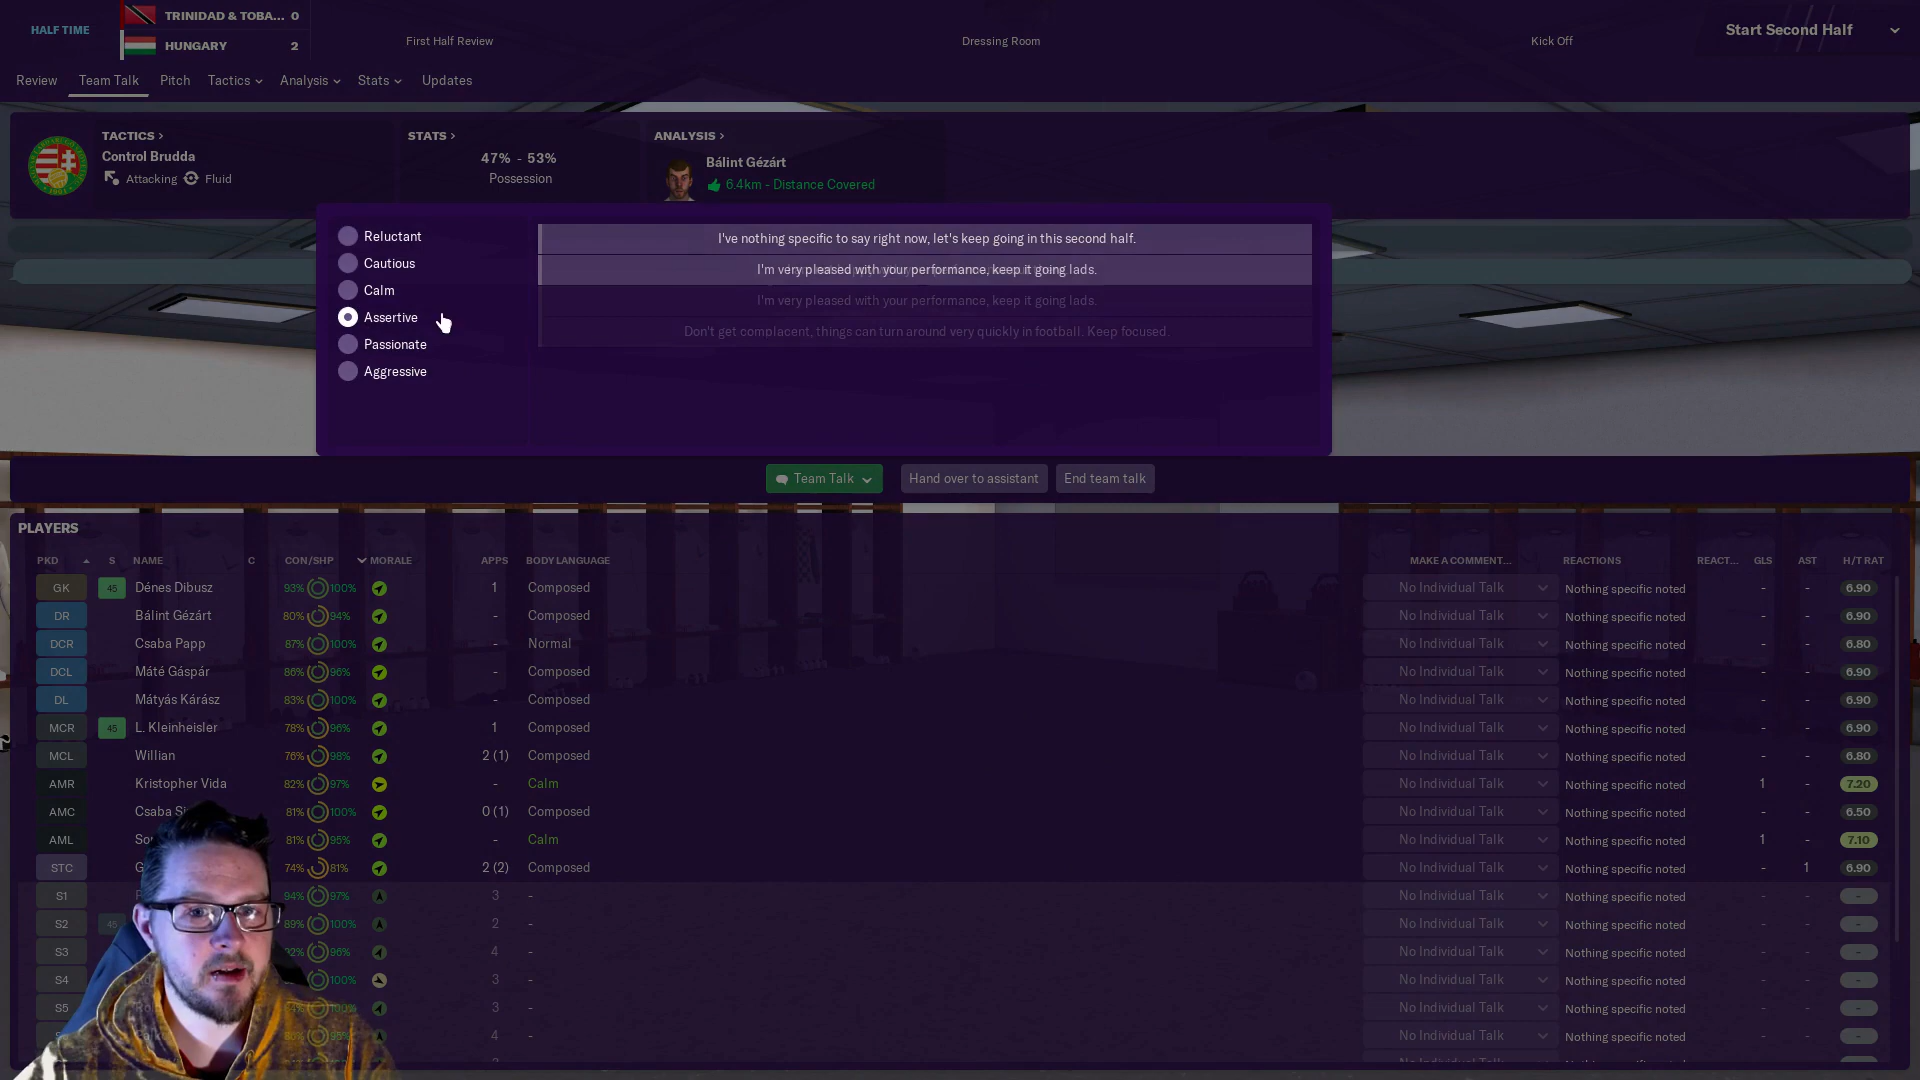 HALF TIME
TRINIDAD & TOBA... 0
HUNGARY 2
First Half Review
Dressing Room
Kick Off
Start Second Half
Review Team Talk Pitch Tactics Analysis Stats Updates
TACTICS >
Control Brudda
Attacking Fluid
STATS >
47% - 53%
Possession
ANALYSIS >
Bálint Gézárt
6.4km - Distance Covered
Reluctant
Cautious
Calm
Assertive
Passionate
Aggressive
I've nothing specific to say right now, let's keep going in this second half.
I'm very pleased with your performance, keep it going lads.
I'm very pleased with your performance, keep it going lads.
Don't get complacent, things can turn around very quickly in football. Keep focused.
Team Talk Hand over to assistant End team talk
PLAYERS
PKD S NAME C CON/SHP MORALE APPS BODY LANGUAGE MAKE A COMMENT... REACTIONS REACT... GLS AST H/T RAT
GK 45 Dénes Dibusz 93% 100% 1 Composed No Individual Talk Nothing specific noted - - 6.90
DR Bálint Gézárt 80% 94% - Composed No Individual Talk Nothing specific noted - - 6.90
DCR Csaba Papp 87% 100% - Normal No Individual Talk Nothing specific noted - - 6.80
DCL Máté Gáspár 86% 96% - Composed No Individual Talk Nothing specific noted - - 6.90
DL Mátyás Kárász 83% 100% - Composed No Individual Talk Nothing specific noted - - 6.90
MCR 45 L. Kleinheisler 78% 96% 1 Composed No Individual Talk Nothing specific noted - - 6.90
MCL Willian 76% 98% 2 (1) Composed No Individual Talk Nothing specific noted - - 6.80
AMR Kristopher Vida 82% 97% - Calm No Individual Talk Nothing specific noted 1 - 7.20
AMC Csaba 81% 100% 0 (1) Composed No Individual Talk Nothing specific noted - - 6.50
AML 81% 95% - Calm No Individual Talk Nothing specific noted 1 - 7.10
STC 74% 81% 2 (2) Composed No Individual Talk Nothing specific noted - 1 6.90
S1 94% 97% 3 - No Individual Talk Nothing specific noted - - -
S2 45 89% 100% 2 - No Individual Talk Nothing specific noted - - -
S3 96% 4 - No Individual Talk Nothing specific noted - - -
S4 100% 3 - No Individual Talk Nothing specific noted - - -
S5 100% 3 - No Individual Talk Nothing specific noted - - -
4 - No Individual Talk Nothing specific noted - - -